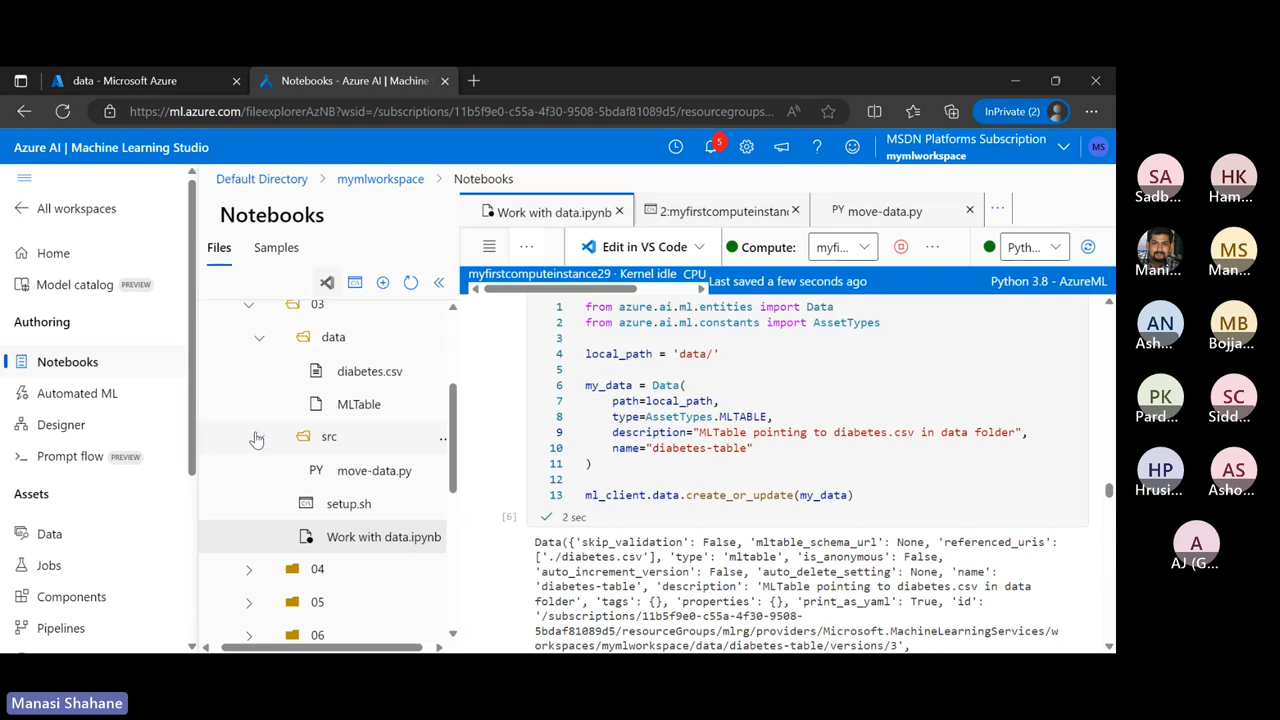 data - Microsoft Azure
Notebooks - Azure AI | Machine
https://ml.azure.com/fileexplorerAzNB?wsid=/subscriptions/11b5f9e0-c55a-4f30-9508-5bdaf81089d5/resourcegroups...
InPrivate (2)
Azure AI | Machine Learning Studio
5
MSDN Platforms Subscription
mymlworkspace
MS
All workspaces
Home
Model catalog PREVIEW
Authoring
Notebooks
Automated ML
Designer
Prompt flow PREVIEW
Assets
Data
Jobs
Components
Pipelines
Default Directory > mymlworkspace > Notebooks
Notebooks
Files Samples
03
data
diabetes.csv
MLTable
src
PY move-data.py
setup.sh
Work with data.ipynb
04
05
06
Work with data.ipynb
2:myfirstcomputeinstanc
PY move-data.py
Edit in VS Code
Compute: myfi...
Pyth...
myfirstcomputeinstance29 · Kernel idle CPU
Last saved a few seconds ago
Python 3.8 - AzureML
1 from azure.ai.ml.entities import Data
2 from azure.ai.ml.constants import AssetTypes
3
4 local_path = 'data/'
5
6 my_data = Data(
7 path=local_path,
8 type=AssetTypes.MLTABLE,
9 description="MLTable pointing to diabetes.csv in data folder",
10 name="diabetes-table"
11 )
12
13 ml_client.data.create_or_update(my_data)
[6]
2 sec
Data({'skip_validation': False, 'mltable_schema_url': None, 'referenced_uris':
['./diabetes.csv'], 'type': 'mltable', 'is_anonymous': False,
'auto_increment_version': False, 'auto_delete_setting': None, 'name':
'diabetes-table', 'description': 'MLTable pointing to diabetes.csv in data
folder', 'tags': {}, 'properties': {}, 'print_as_yaml': True, 'id':
'/subscriptions/11b5f9e0-c55a-4f30-9508-
5bdaf81089d5/resourceGroups/mlrg/providers/Microsoft.MachineLearningServices/w
orkspaces/mymlworkspace/data/diabetes-table/versions/3',
SA
Sadb...
HK
Ham...
Mani...
MS
Man...
AN
Ash...
MB
Bojja...
PK
Pard...
SC
Sidd...
HP
Hrusi...
AS
Asho...
A
AJ (G...
Manasi Shahane